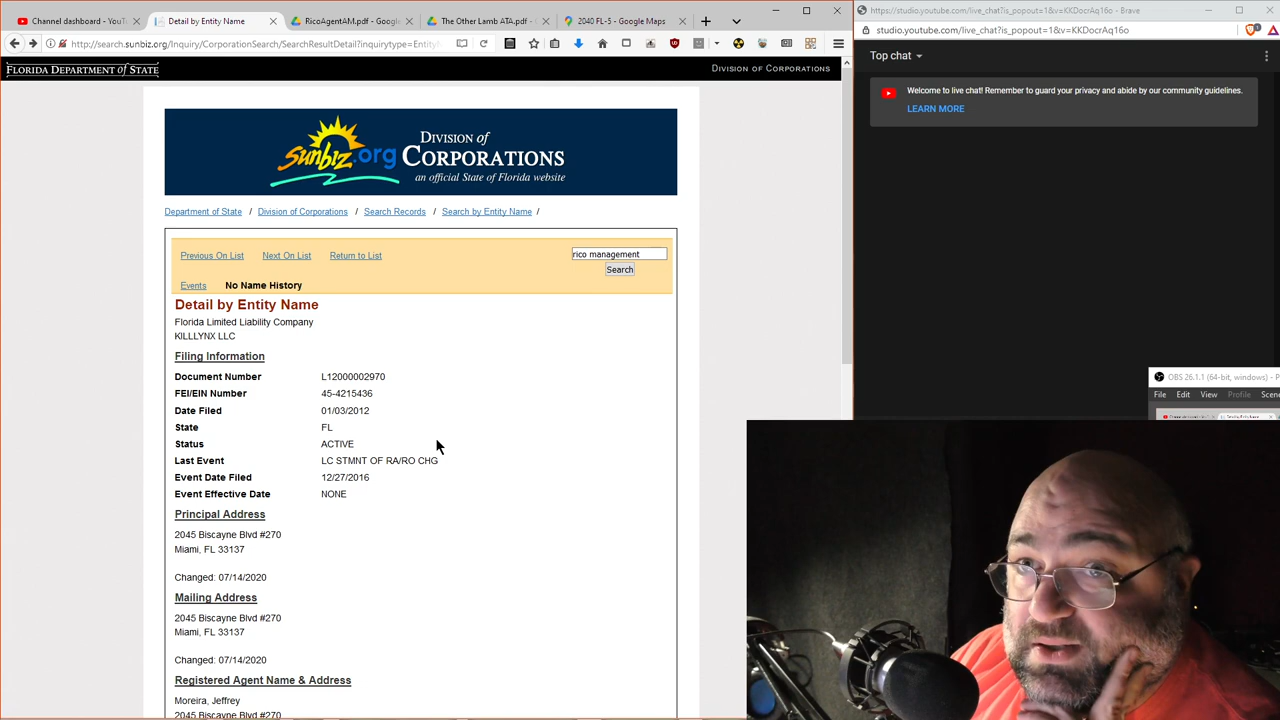 Channel dashboard - YouTu
Detail by Entity Name
RicoAgentAM.pdf - Google
The Other Lamb ATA.pdf - Goo
2040 FL-5 - Google Maps
https://studio.youtube.com/live_chat?is_popout=1&v=KKDocrAq16o - Brave
studio.youtube.com/live_chat?is_popout=1&v=KKDocrAq16o
http://search.sunbiz.org/Inquiry/CorporationSearch/SearchResultDetail?inquirytype=Entity
FLORIDA DEPARTMENT OF STATE
DIVISION OF CORPORATIONS
Top chat
Welcome to live chat! Remember to guard your privacy and abide by our community guidelines.
LEARN MORE
sunbiz.org
DIVISION of
CORPORATIONS
an official State of Florida website
Department of State / Division of Corporations / Search Records / Search by Entity Name /
Previous On List Next On List Return to List
rico management
Search
Events No Name History
Detail by Entity Name
Florida Limited Liability Company
KILLLYNX LLC
Filing Information
Document Number L12000002970
FEI/EIN Number 45-4215436
Date Filed 01/03/2012
State FL
Status ACTIVE
Last Event LC STMNT OF RA/RO CHG
Event Date Filed 12/27/2016
Event Effective Date NONE
Principal Address
2045 Biscayne Blvd #270
Miami, FL 33137
Changed: 07/14/2020
Mailing Address
2045 Biscayne Blvd #270
Miami, FL 33137
Changed: 07/14/2020
Registered Agent Name & Address
Moreira, Jeffrey
2045 Biscayne Blvd #270
OBS 26.1.1 (64-bit, windows) - P
File Edit View Profile Scene